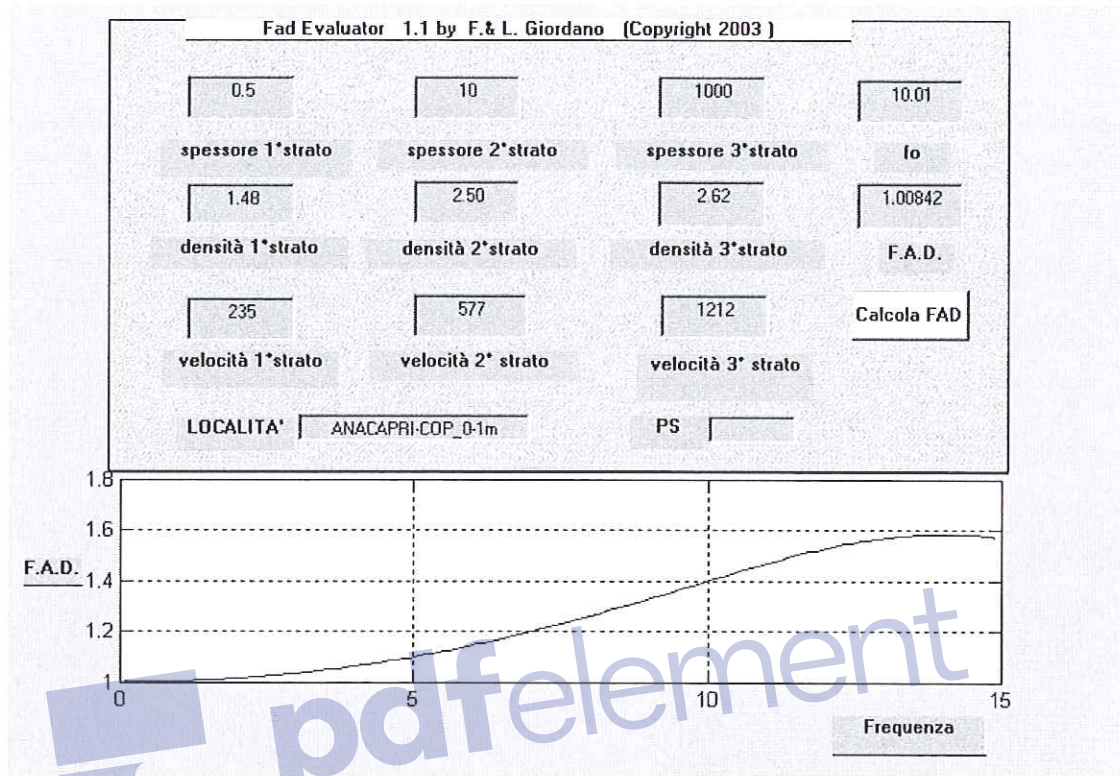 Fad Evaluator 1.1 by F.& L. Giordano (Copyright 2003 )
0.5 10 1000 10.01
spessore 1°strato spessore 2°strato spessore 3°strato fo
1.48 2.50 2.62 1.00842
densità 1°strato densità 2°strato densità 3°strato F.A.D.
235 577 1212 Calcola FAD
velocità 1°strato velocità 2° strato velocità 3° strato
LOCALITA' ANACAPRI-COP_0-1m PS
1.8
1.6
F.A.D. 1.4
1.2
1
0 5 10 15
Frequenza
pdfelement